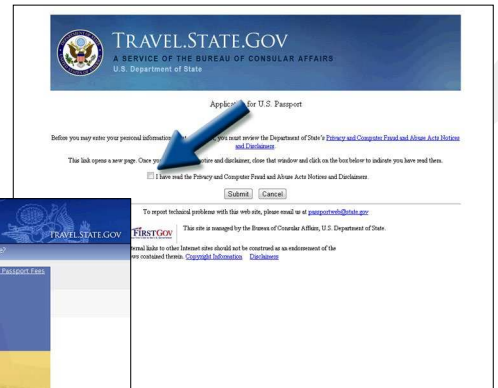 TRAVEL.STATE.GOV
A SERVICE OF THE BUREAU OF CONSULAR AFFAIRS
U.S. Department of State
for U.S. Passport
Before you may enter your personal information you must review the Department of State's Privacy and Computer Fraud and Abuse Acts Notices
and Disclaimers
This link opens a new page. Once notice and disclaimer, close that window and click on the box below to indicate you have read them.
I have read the Privacy and Computer Fraud and Abuse Acts Notices and Disclaimers.
Submit Cancel
To report technical problems with this web site, please email us at passportweb@state.gov
FIRSTGOV This site is managed by the Bureau of Consular Affairs, U.S. Department of State.
links to other Internet sites should not be construed as an endorsement of the
contained therein. Copyright Information Disclaimers
TRAVEL.STATE.GOV
Passport Fees